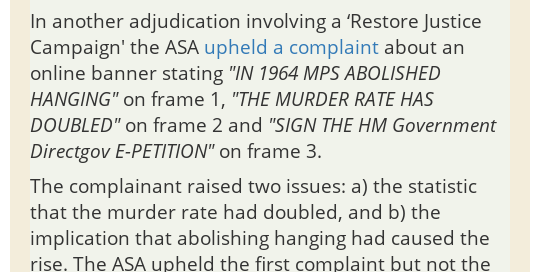 In another adjudication involving a ‘Restore Justice
Campaign' the ASA upheld a complaint about an
online banner stating "IN 1964 MPS ABOLISHED
HANGING" on frame 1, "THE MURDER RATE HAS
DOUBLED" on frame 2 and "SIGN THE HM Government
Directgov E-PETITION" on frame 3.
The complainant raised two issues: a) the statistic
that the murder rate had doubled, and b) the
implication that abolishing hanging had caused the
rise. The ASA upheld the first complaint but not the